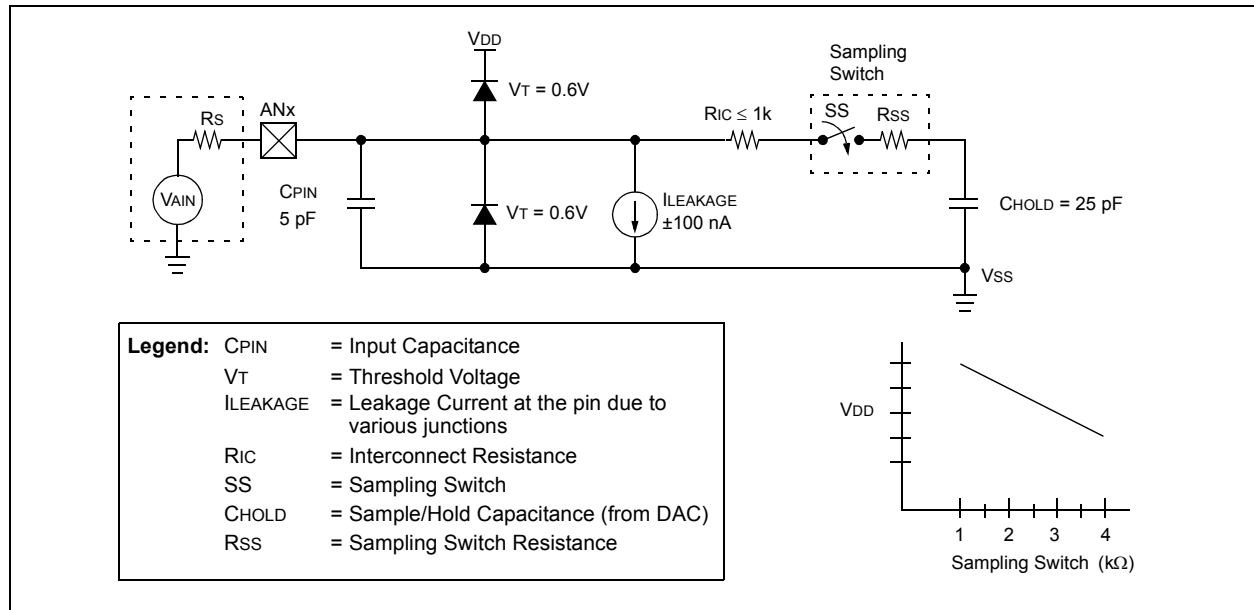 VDD
Sampling
Switch
VT = 0.6V
RS
ANx
RIC ≤ 1k
SS
RSS
VAIN
CPIN
5 pF
VT = 0.6V
ILEAKAGE
±100 nA
CHOLD = 25 pF
VSS
Legend: CPIN = Input Capacitance
VT = Threshold Voltage
ILEAKAGE = Leakage Current at the pin due to
various junctions
RIC = Interconnect Resistance
SS = Sampling Switch
CHOLD = Sample/Hold Capacitance (from DAC)
RSS = Sampling Switch Resistance
VDD
1 2 3 4
Sampling Switch (kΩ)